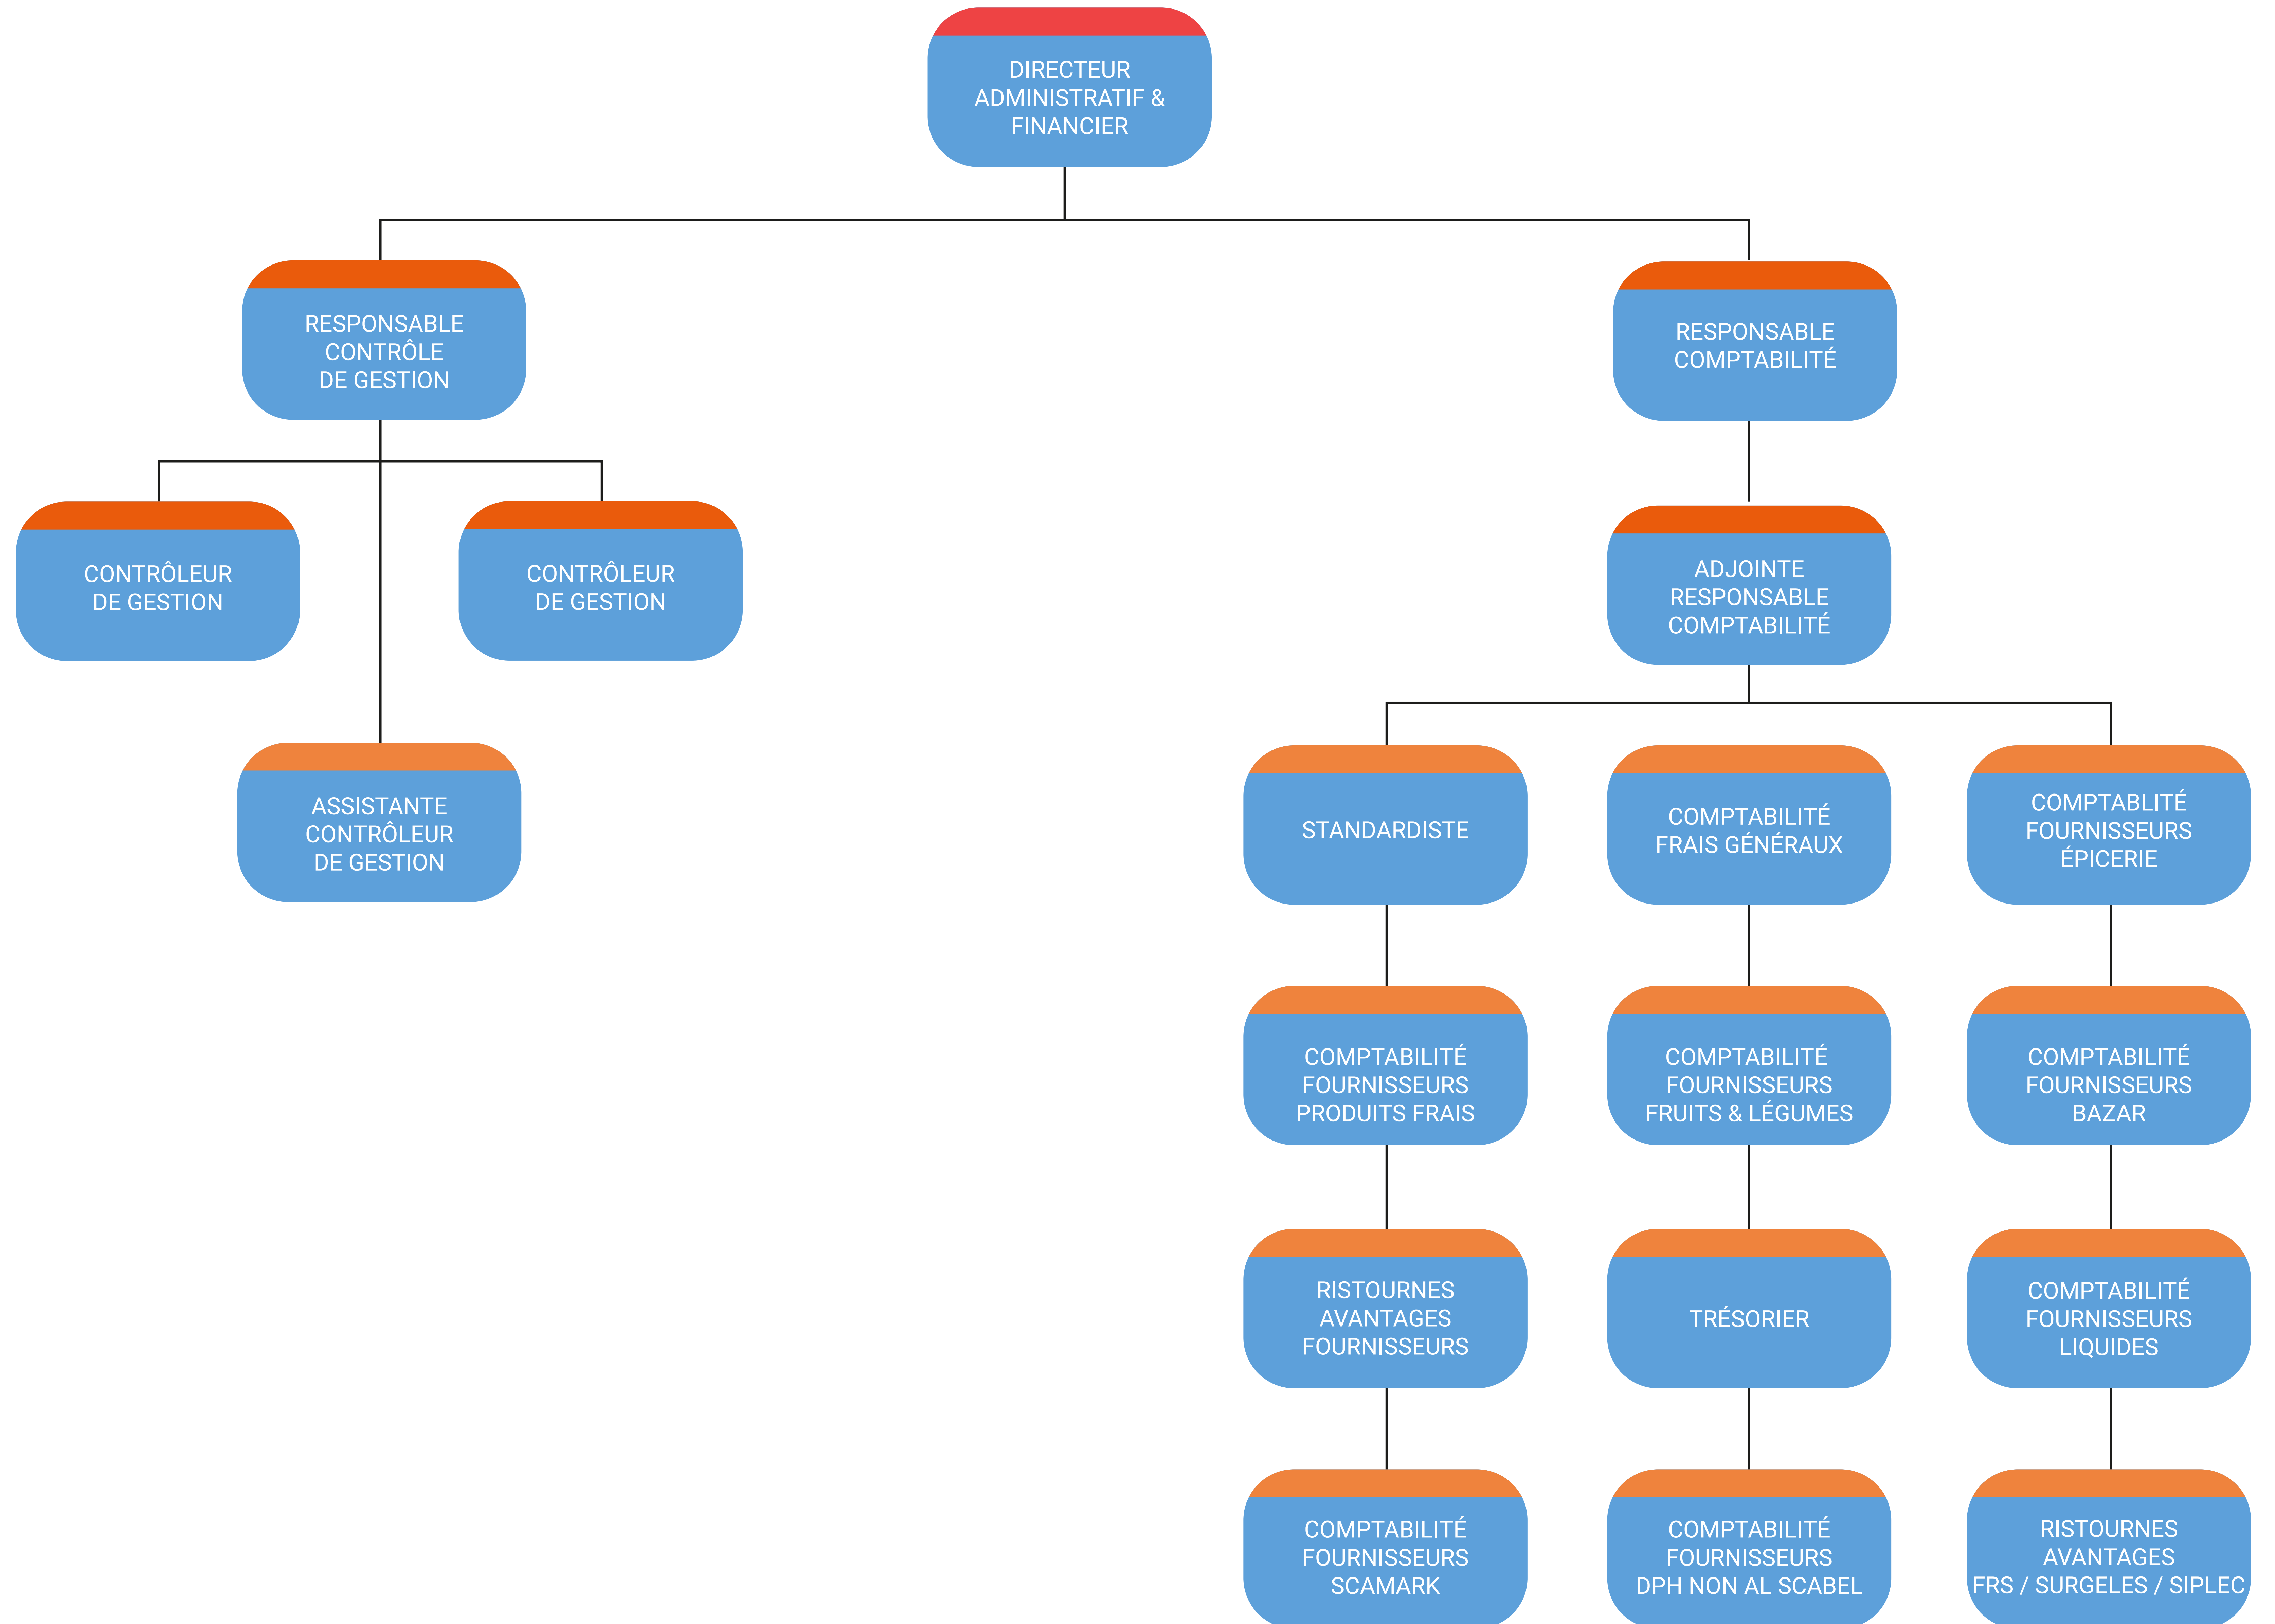 DIRECTEUR
ADMINISTRATIF &
FINANCIER
RESPONSABLE
CONTRÔLE
DE GESTION
RESPONSABLE
COMPTABILITÉ
CONTRÔLEUR
DE GESTION
CONTRÔLEUR
DE GESTION
ADJOINTE
RESPONSABLE
COMPTABILITÉ
ASSISTANTE
CONTRÔLEUR
DE GESTION
STANDARDISTE
COMPTABILITÉ
FRAIS GÉNÉRAUX
COMPTABLITÉ
FOURNISSEURS
ÉPICERIE
COMPTABILITÉ
FOURNISSEURS
PRODUITS FRAIS
COMPTABILITÉ
FOURNISSEURS
FRUITS & LÉGUMES
COMPTABILITÉ
FOURNISSEURS
BAZAR
RISTOURNES
AVANTAGES
FOURNISSEURS
TRÉSORIER
COMPTABILITÉ
FOURNISSEURS
LIQUIDES
COMPTABILITÉ
FOURNISSEURS
SCAMARK
COMPTABILITÉ
FOURNISSEURS
DPH NON AL SCABEL
RISTOURNES
AVANTAGES
FRS / SURGELES / SIPLEC